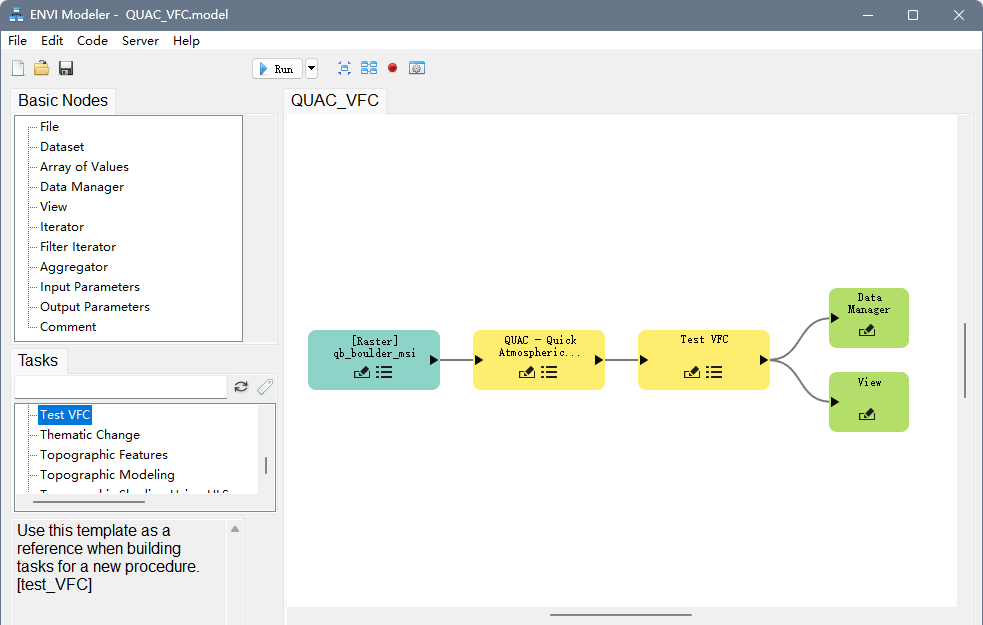 ENVI Modeler - QUAC_VFC.model
File Edit Code Server Help
Run
Basic Nodes
File
Dataset
Array of Values
Data Manager
View
Iterator
Filter Iterator
Aggregator
Input Parameters
Output Parameters
Comment
Tasks
Test VFC
Thematic Change
Topographic Features
Topographic Modeling
Use this template as a
reference when building
tasks for a new procedure.
[test_VFC]
QUAC_VFC
[Raster]
qb_boulder_msi
QUAC - Quick
Atmospheric...
Test VFC
Data
Manager
View